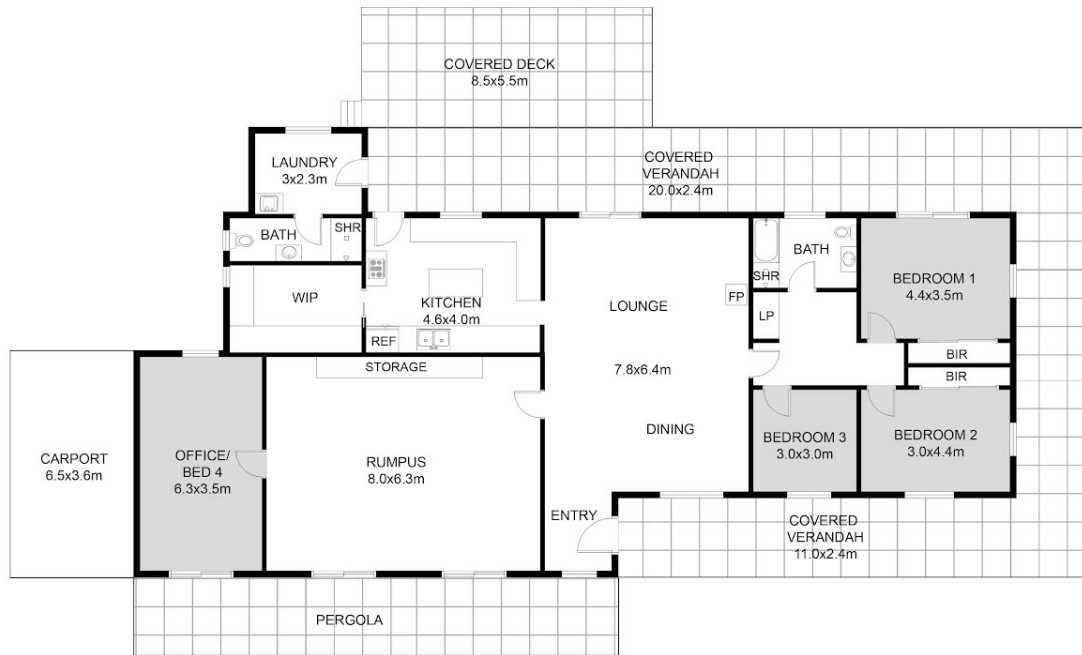 COVERED DECK
8.5x5.5m
LAUNDRY
3x2.3m
COVERED
VERANDAH
20.0x2.4m
BATH
SHR
WIP
KITCHEN
4.6x4.0m
REF
LOUNGE
7.8x6.4m
DINING
FP
SHR
BATH
LP
BEDROOM 1
4.4x3.5m
BIR
BIR
BEDROOM 2
3.0x4.4m
BEDROOM 3
3.0x3.0m
STORAGE
CARPORT
6.5x3.6m
OFFICE/
BED 4
6.3x3.5m
RUMPUS
8.0x6.3m
ENTRY
COVERED
VERANDAH
11.0x2.4m
PERGOLA